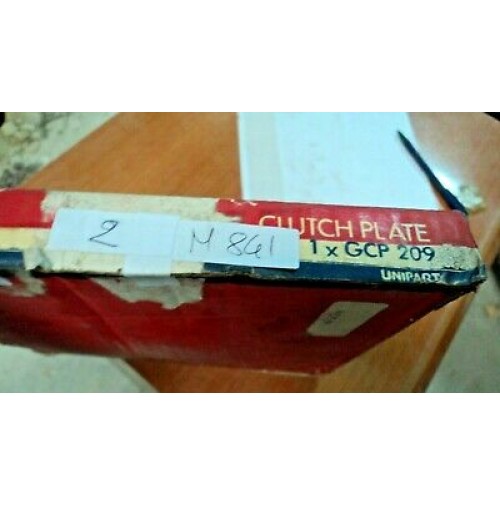 2 M 841
CLUTCH PLATE
1 x GCP 209
UNIPART